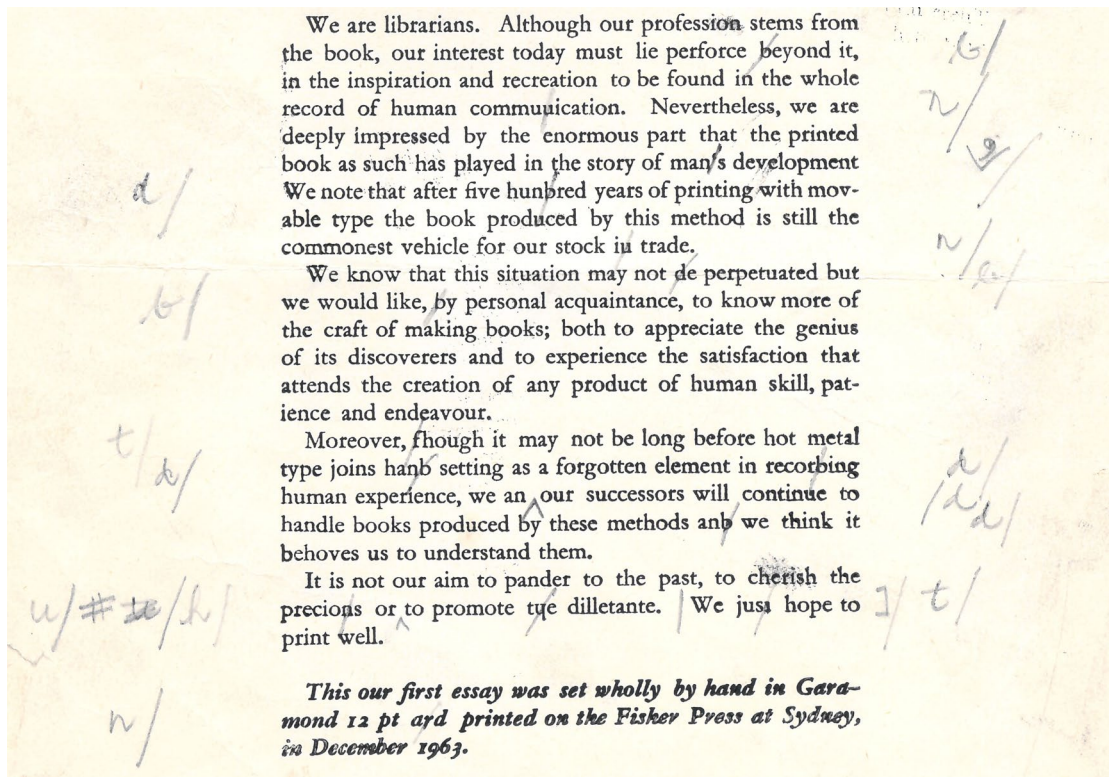 We are librarians. Although our profession stems from
the book, our interest today must lie perforce beyond it,
in the inspiration and recreation to be found in the whole
record of human commuuication. Nevertheless, we are
deeply impressed by the enormous part that the printed
book as such has played in the story of man's development
We note that after five hunbred years of printing with mov-
able type the book produced by this method is still the
commonest vehicle for our stock iu trade.
We know that this situation may not de perpetuated but
we would like, by personal acquaintance, to know more of
the craft of making books; both to appreciate the genius
of its discoverers and to experience the satisfaction that
attends the creation of any product of human skill, pat-
ience and endeavour.
Moreover, fhough it may not be long before hot metal
type joins hanb setting as a forgotten element in recorbing
human experience, we an our successors will continue to
handle books produced by these methods anb we think it
behoves us to understand them.
It is not our aim to pander to the past, to cherish the
precions or to promote tqe dilletante. We just hope to
print well.
This our first essay was set wholly by hand in Gara-
mond 12 pt ard printed on the Fisher Press at Sydney,
in December 1963.
d/
b/
t/
d/
u/ #
/h/
n/
b/
n/
9/
n/
b/
d/
/d
d/
]/ t/